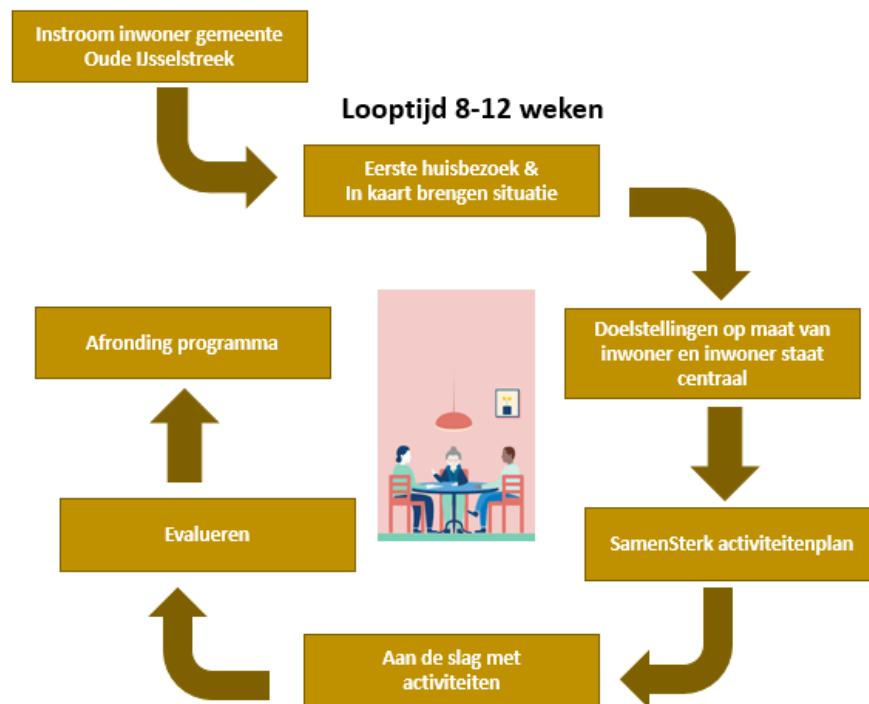 Instroom inwoner gemeente
Oude IJsselstreek
Looptijd 8-12 weken
Eerste huisbezoek &
In kaart brengen situatie
Doelstellingen op maat van
inwoner en inwoner staat
centraal
SamenSterk activiteitenplan
Aan de slag met
activiteiten
Evalueren
Afronding programma